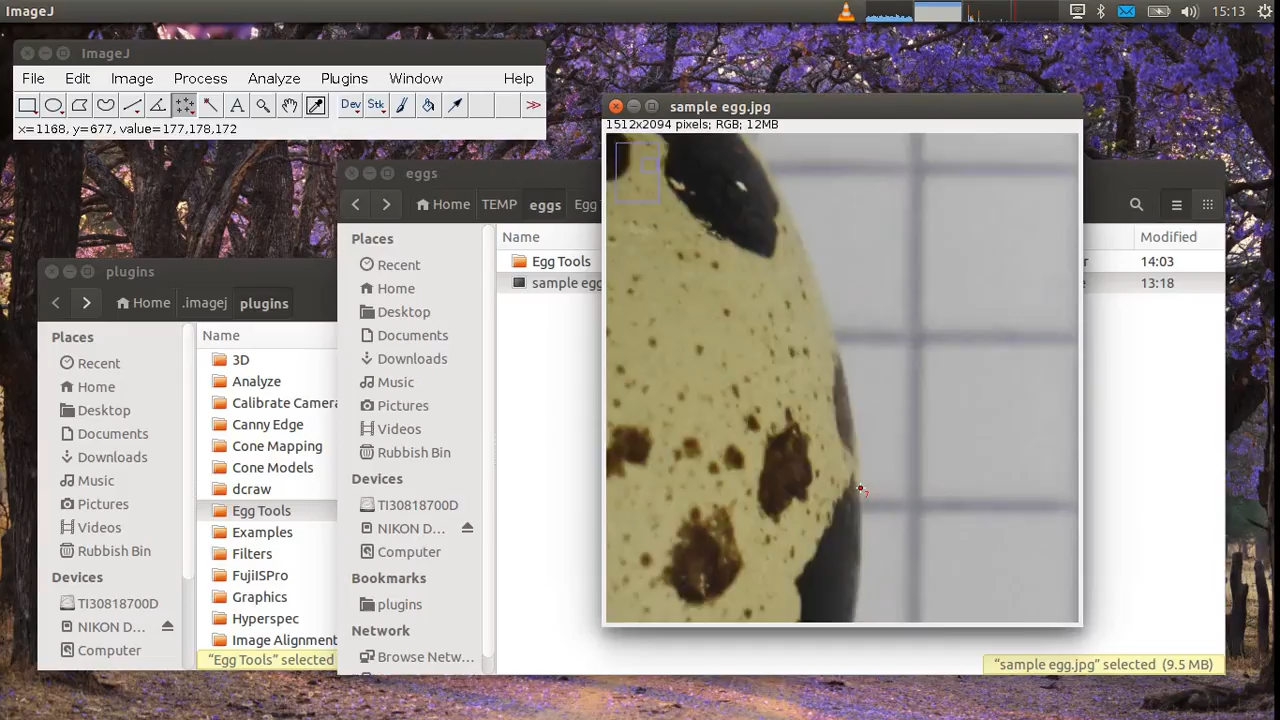 ImageJ
15:13
ImageJ
File Edit Image Process Analyze Plugins Window Help
Dev Stk
x=1168, y=677, value=177,178,172
sample egg.jpg
1512x2094 pixels; RGB; 12MB
7
eggs
Home TEMP eggs Egg T
Places
Recent
Home
Desktop
Documents
Downloads
Music
Pictures
Videos
Rubbish Bin
Devices
TI30818700D
NIKON D…
Computer
Bookmarks
plugins
Network
Browse Netw…
Name
Modified
Egg Tools
14:03
sample egg
13:18
"sample egg.jpg" selected (9.5 MB)
plugins
Home .imagej plugins
Places
Recent
Home
Desktop
Documents
Downloads
Music
Pictures
Videos
Rubbish Bin
Devices
TI30818700D
NIKON D…
Computer
Name
3D
Analyze
Calibrate Camera
Canny Edge
Cone Mapping
Cone Models
dcraw
Egg Tools
Examples
Filters
FujiISPro
Graphics
Hyperspec
Image Alignment
"Egg Tools" selected